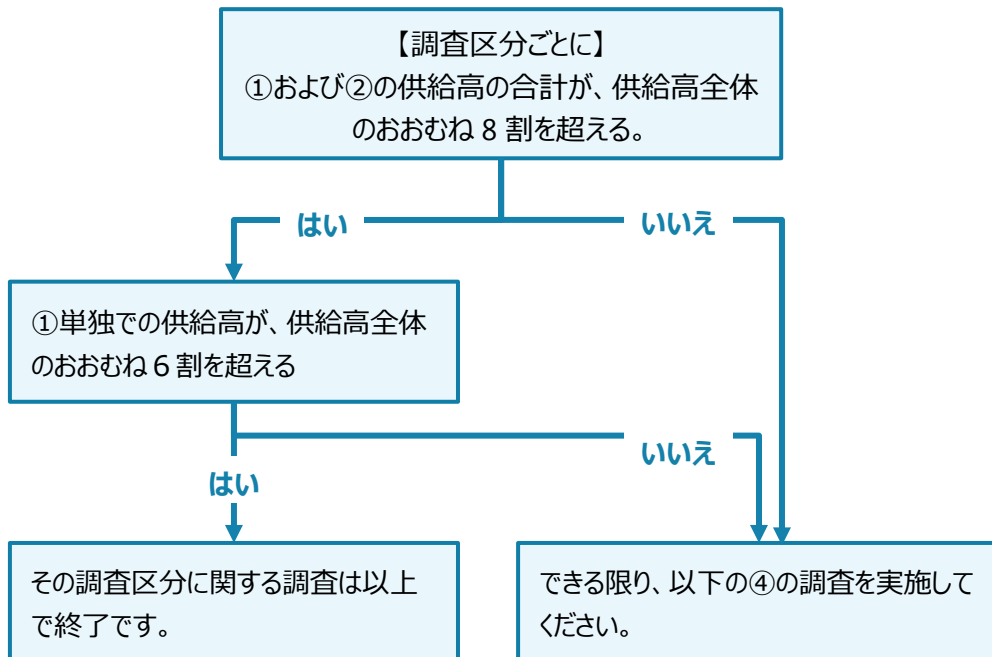 【調査区分ごとに】
①および②の供給高の合計が、供給高全体
のおおむね 8 割を超える。
はい
いいえ
①単独での供給高が、供給高全体
のおおむね 6 割を超える
いいえ
はい
その調査区分に関する調査は以上
で終了です。
できる限り、以下の④の調査を実施して
ください。